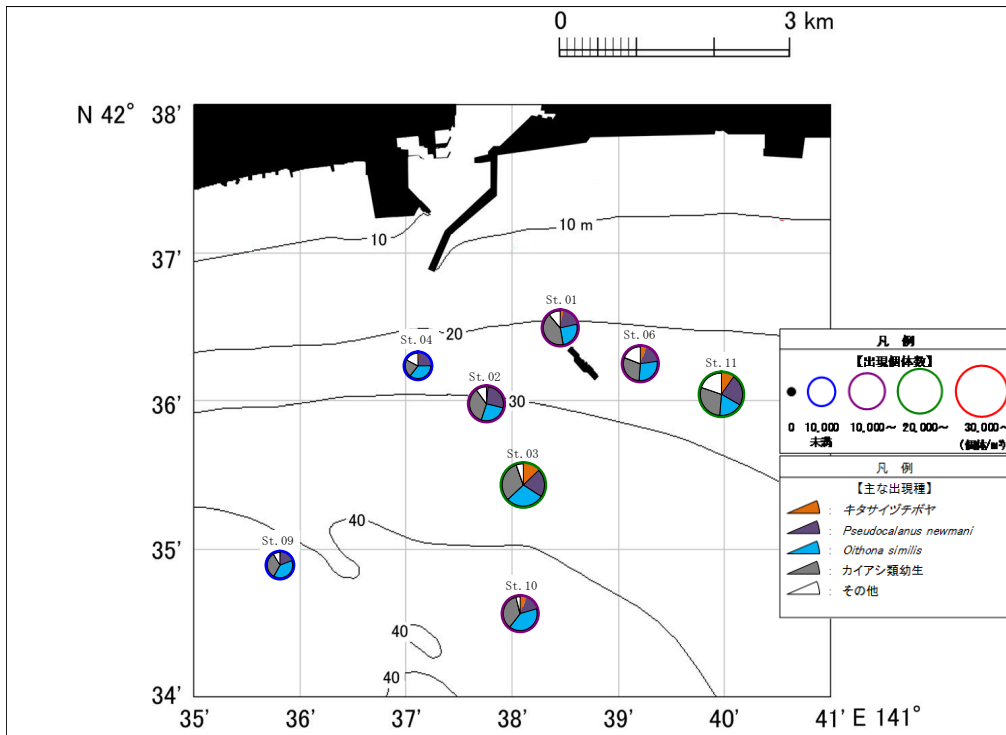 0 3 km
N 42° 38'
10
10 m
37'
St.01
20
St.04
St.06
St.11
St.02
36'
30
St.03
40
St.09
35'
St.10
40
40
34'
35' 36' 37' 38' 39' 40' 41' E 141°
凡 例
【出現個体数】
0 10,000 10,000～ 20,000～ 30,000～
未満 (個体/m³)
凡 例
【主な出現種】
: キタサイヅチボヤ
: Pseudocalanus newmani
: Oithona similis
: カイアシ類幼生
: その他